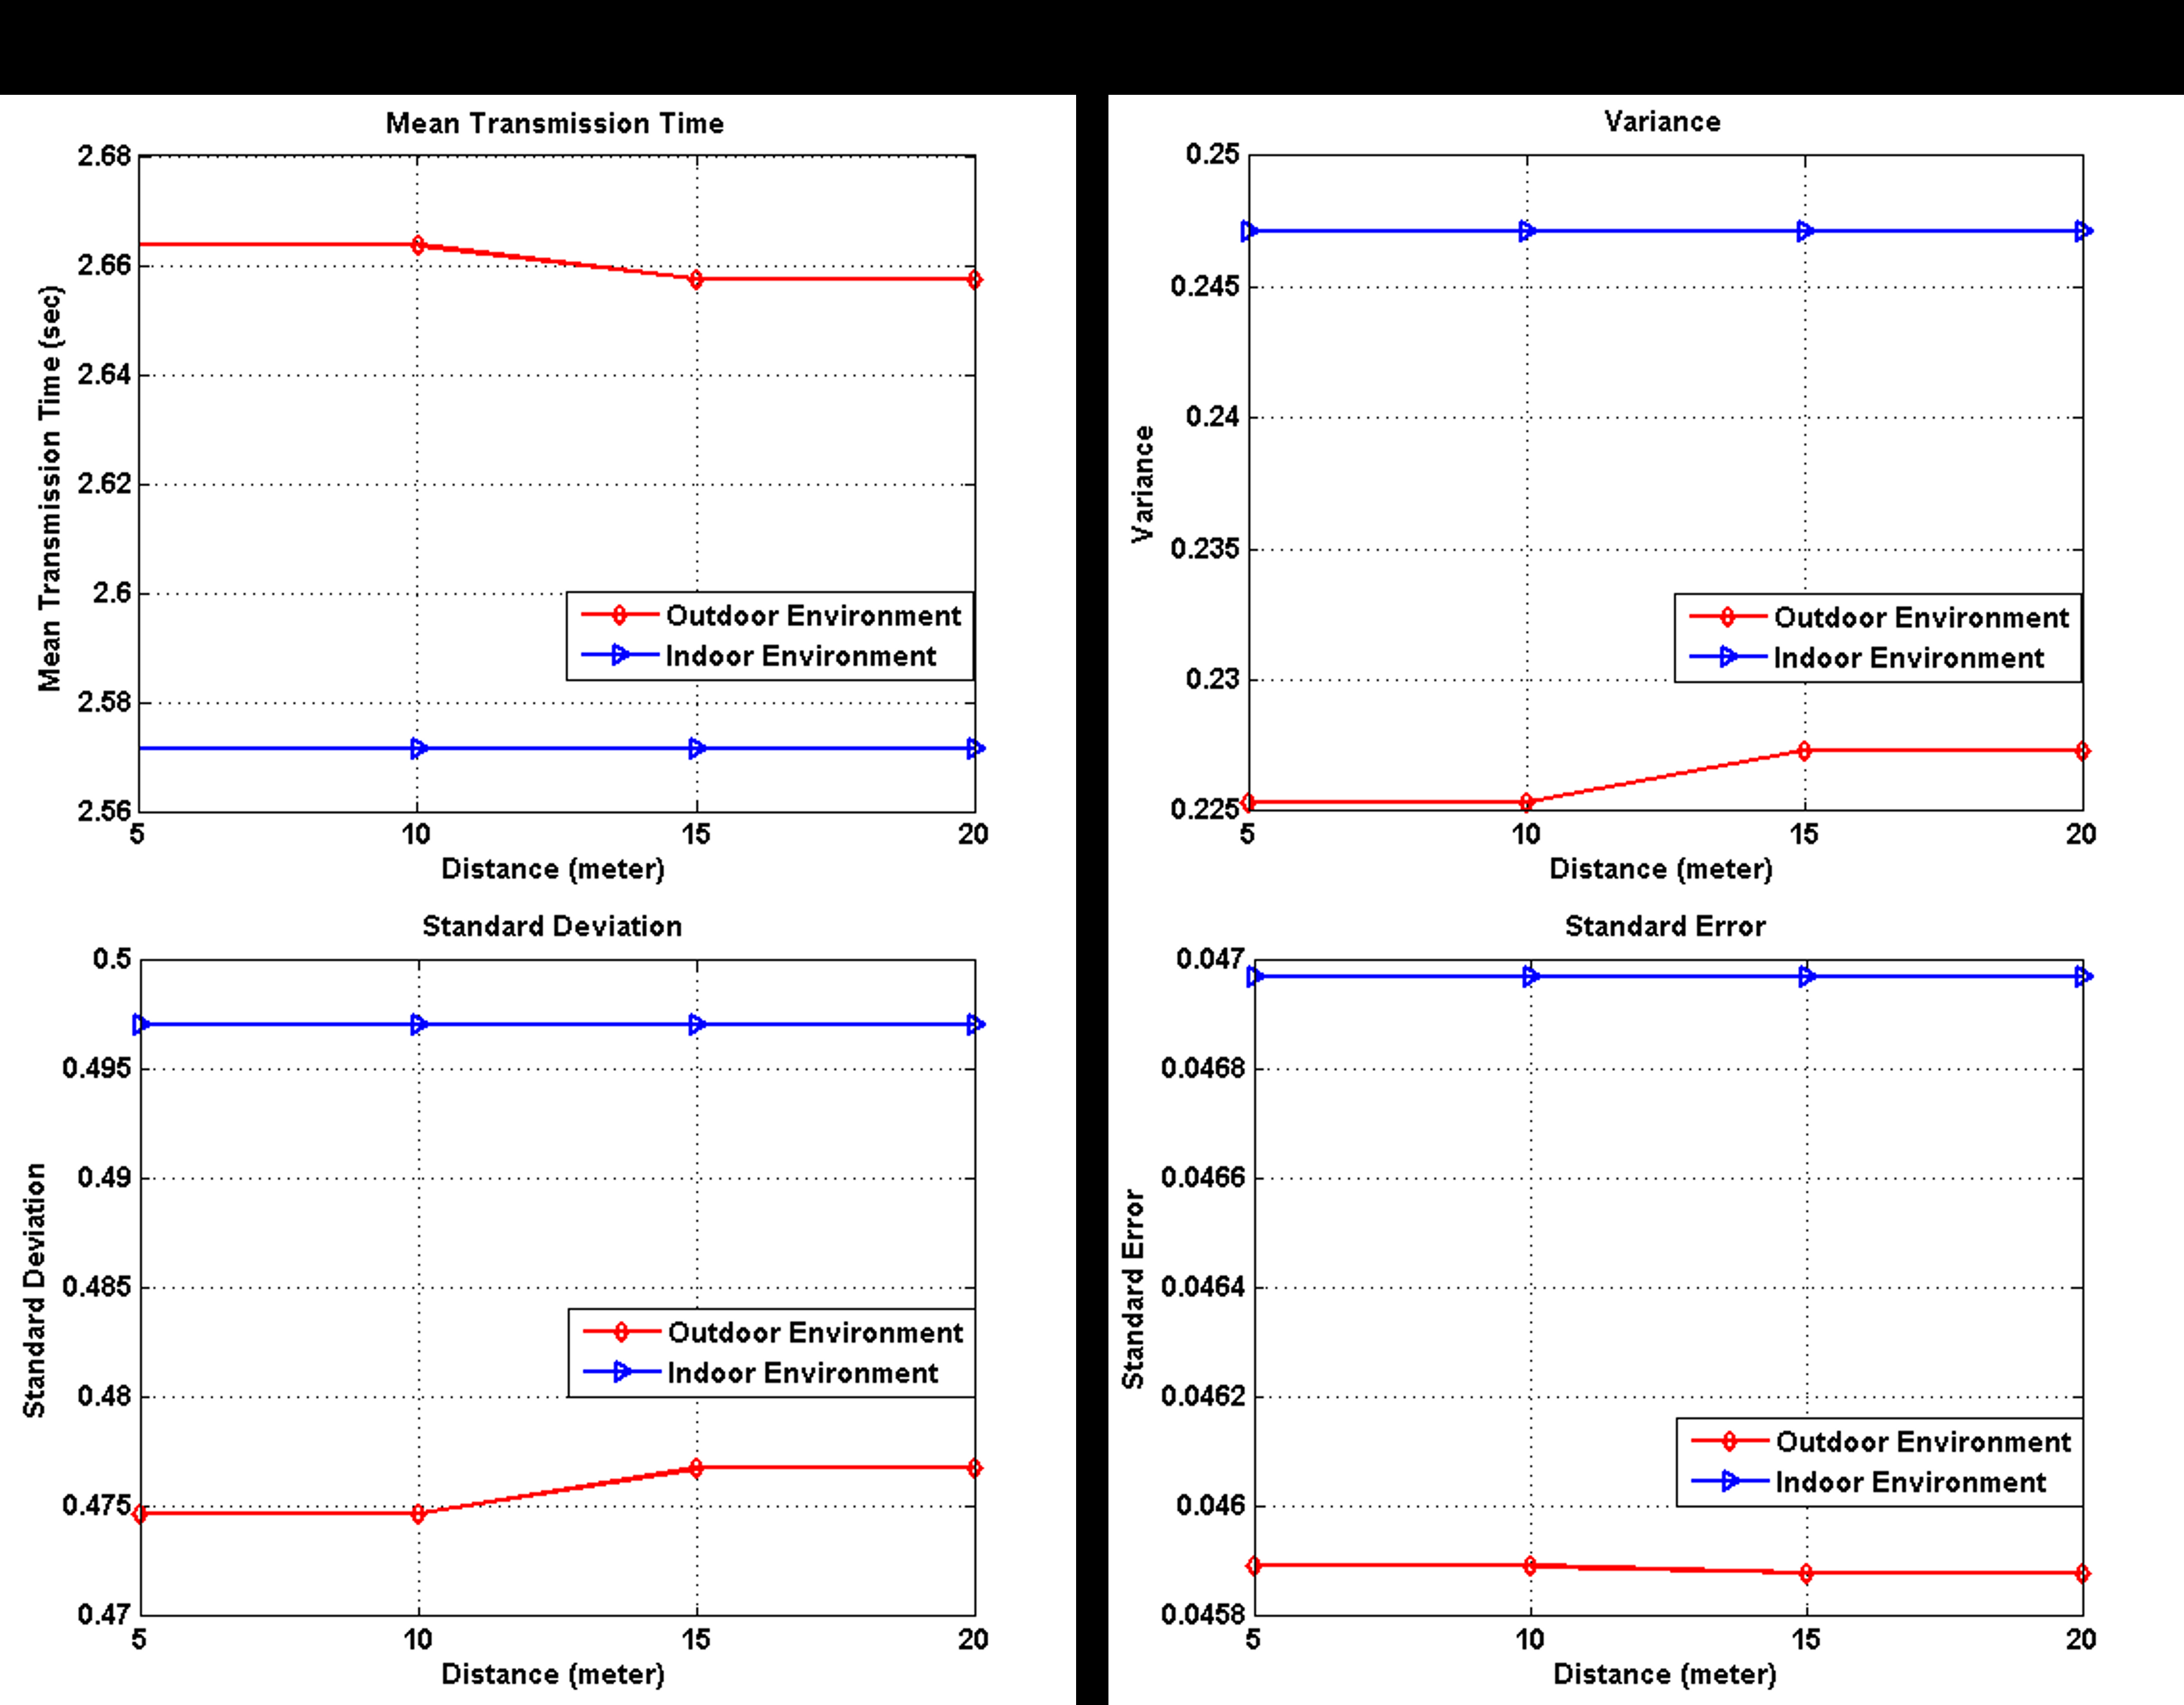 Mean Transmission Time
2.68
2.66
2.64
2.62
2.6
2.58
2.56
Mean Transmission Time (sec)
Outdoor Environment
Indoor Environment
5 10 15 20
Distance (meter)
Variance
0.25
0.245
0.24
0.235
0.23
0.225
Variance
Outdoor Environment
Indoor Environment
5 10 15 20
Distance (meter)
Standard Deviation
0.5
0.495
0.49
0.485
0.48
0.475
0.47
Standard Deviation
Outdoor Environment
Indoor Environment
5 10 15 20
Distance (meter)
Standard Error
0.047
0.0468
0.0466
0.0464
0.0462
0.046
0.0458
Standard Error
Outdoor Environment
Indoor Environment
5 10 15 20
Distance (meter)